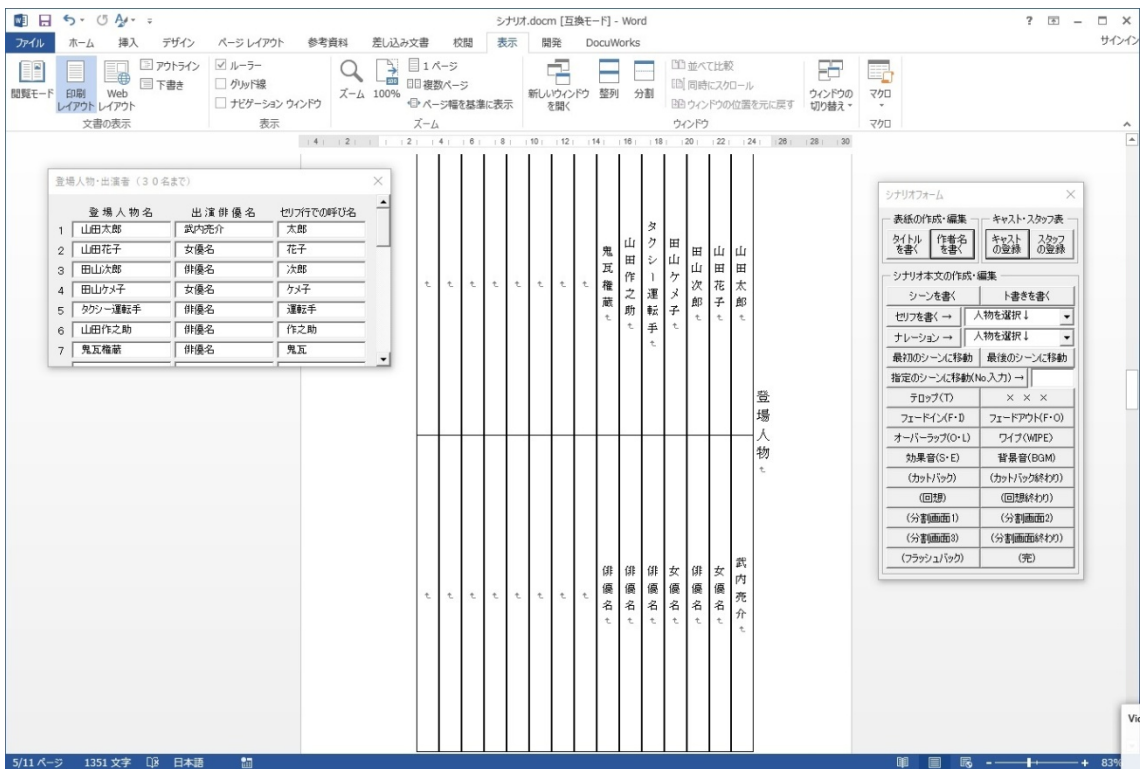 シナリオ.docm [互換モード] - Word
ファイル ホーム 挿入 デザイン ページ レイアウト 参考資料 差し込み文書 校閲 表示 開発 DocuWorks サインイン
閲覧モード
印刷レイアウト
Web レイアウト
アウトライン
下書き
文書の表示
ルーラー
グリッド線
ナビゲーション ウィンドウ
表示
ズーム
100%
1 ページ
複数ページ
ページ幅を基準に表示
ズーム
新しいウィンドウを開く
整列
分割
並べて比較
同時にスクロール
ウィンドウの位置を元に戻す
ウィンドウの切り替え
ウィンドウ
マクロ
マクロ
4 2 2 4 6 8 10 12 14 16 18 20 22 24 26 28 30
登場人物・出演者（３０名まで）
登場人物名 出演俳優名 セリフ行での呼び名
1 山田太郎 武内亮介 太郎
2 山田花子 女優名 花子
3 田山次郎 俳優名 次郎
4 田山ケメ子 女優名 ケメ子
5 タクシー運転手 俳優名 運転手
6 山田作之助 俳優名 作之助
7 鬼瓦権蔵 俳優名 鬼瓦
登場人物
山田太郎
武内亮介
山田花子
女優名
田山次郎
俳優名
田山ケメ子
女優名
タクシー運転手
俳優名
山田作之助
俳優名
鬼瓦権蔵
俳優名
シナリオフォーム
表紙の作成・編集 キャスト・スタッフ表
タイトルを書く 作者名を書く キャストの登録 スタッフの登録
シナリオ本文の作成・編集
シーンを書く ト書きを書く
セリフを書く → 人物を選択↓
ナレーション → 人物を選択↓
最初のシーンに移動 最後のシーンに移動
指定のシーンに移動(No.入力) →
テロップ(T) × × ×
フェードイン(F・I) フェードアウト(F・O)
オーバーラップ(O・L) ワイプ(WIPE)
効果音(S・E) 背景音(BGM)
(カットバック) (カットバック終わり)
(回想) (回想終わり)
(分割画面1) (分割画面2)
(分割画面3) (分割画面終わり)
(フラッシュバック) (完)
Vic
5/11 ページ 1351 文字 日本語 83%